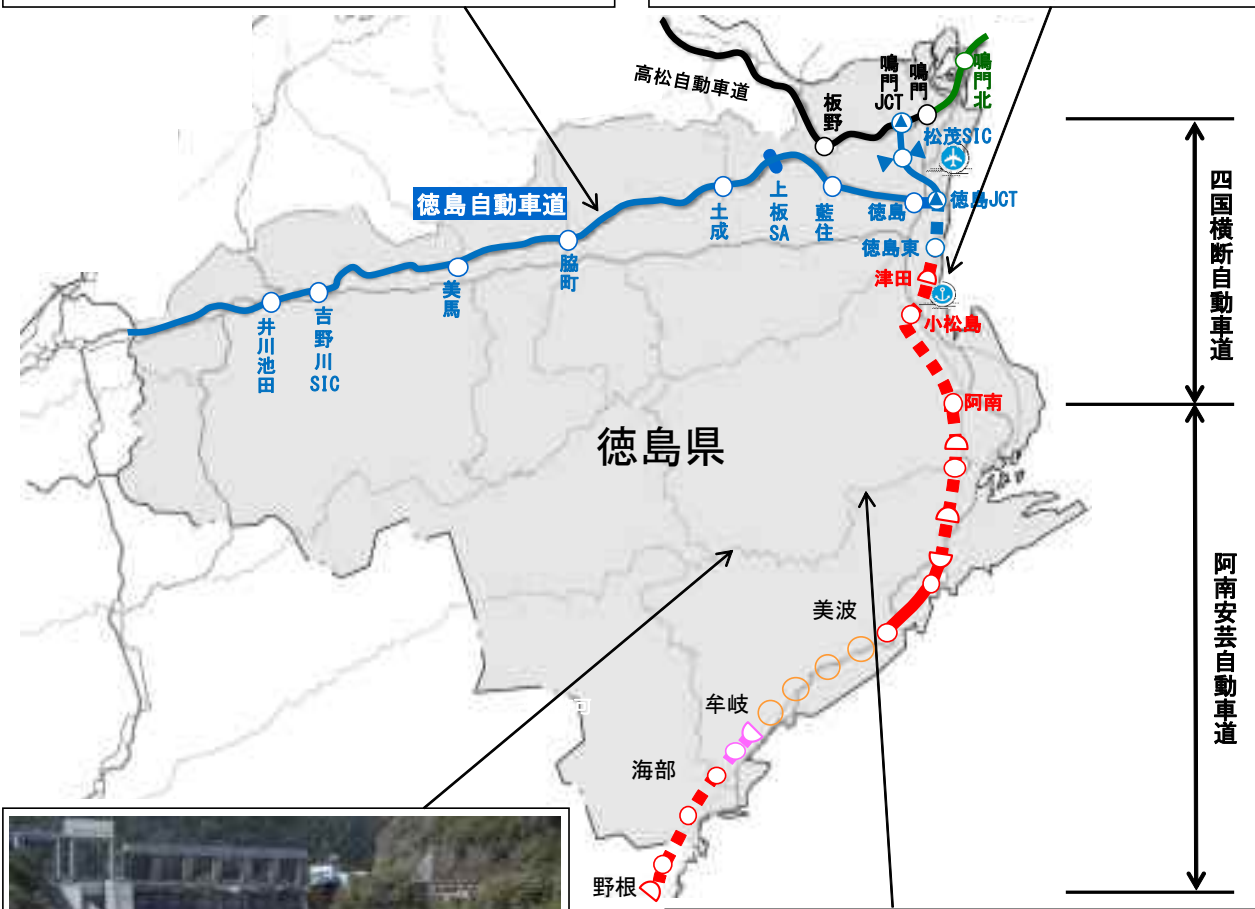 高松自動車道
板野
鳴門JCT
鳴門
鳴門北
松茂SIC
徳島自動車道
土成
上板SA
藍住
徳島
徳島JCT
徳島東
津田
小松島
阿南
脇町
美馬
吉野川SIC
井川池田
徳島県
美波
牟岐
海部
野根
可
四国横断自動車道
阿南安芸自動車道